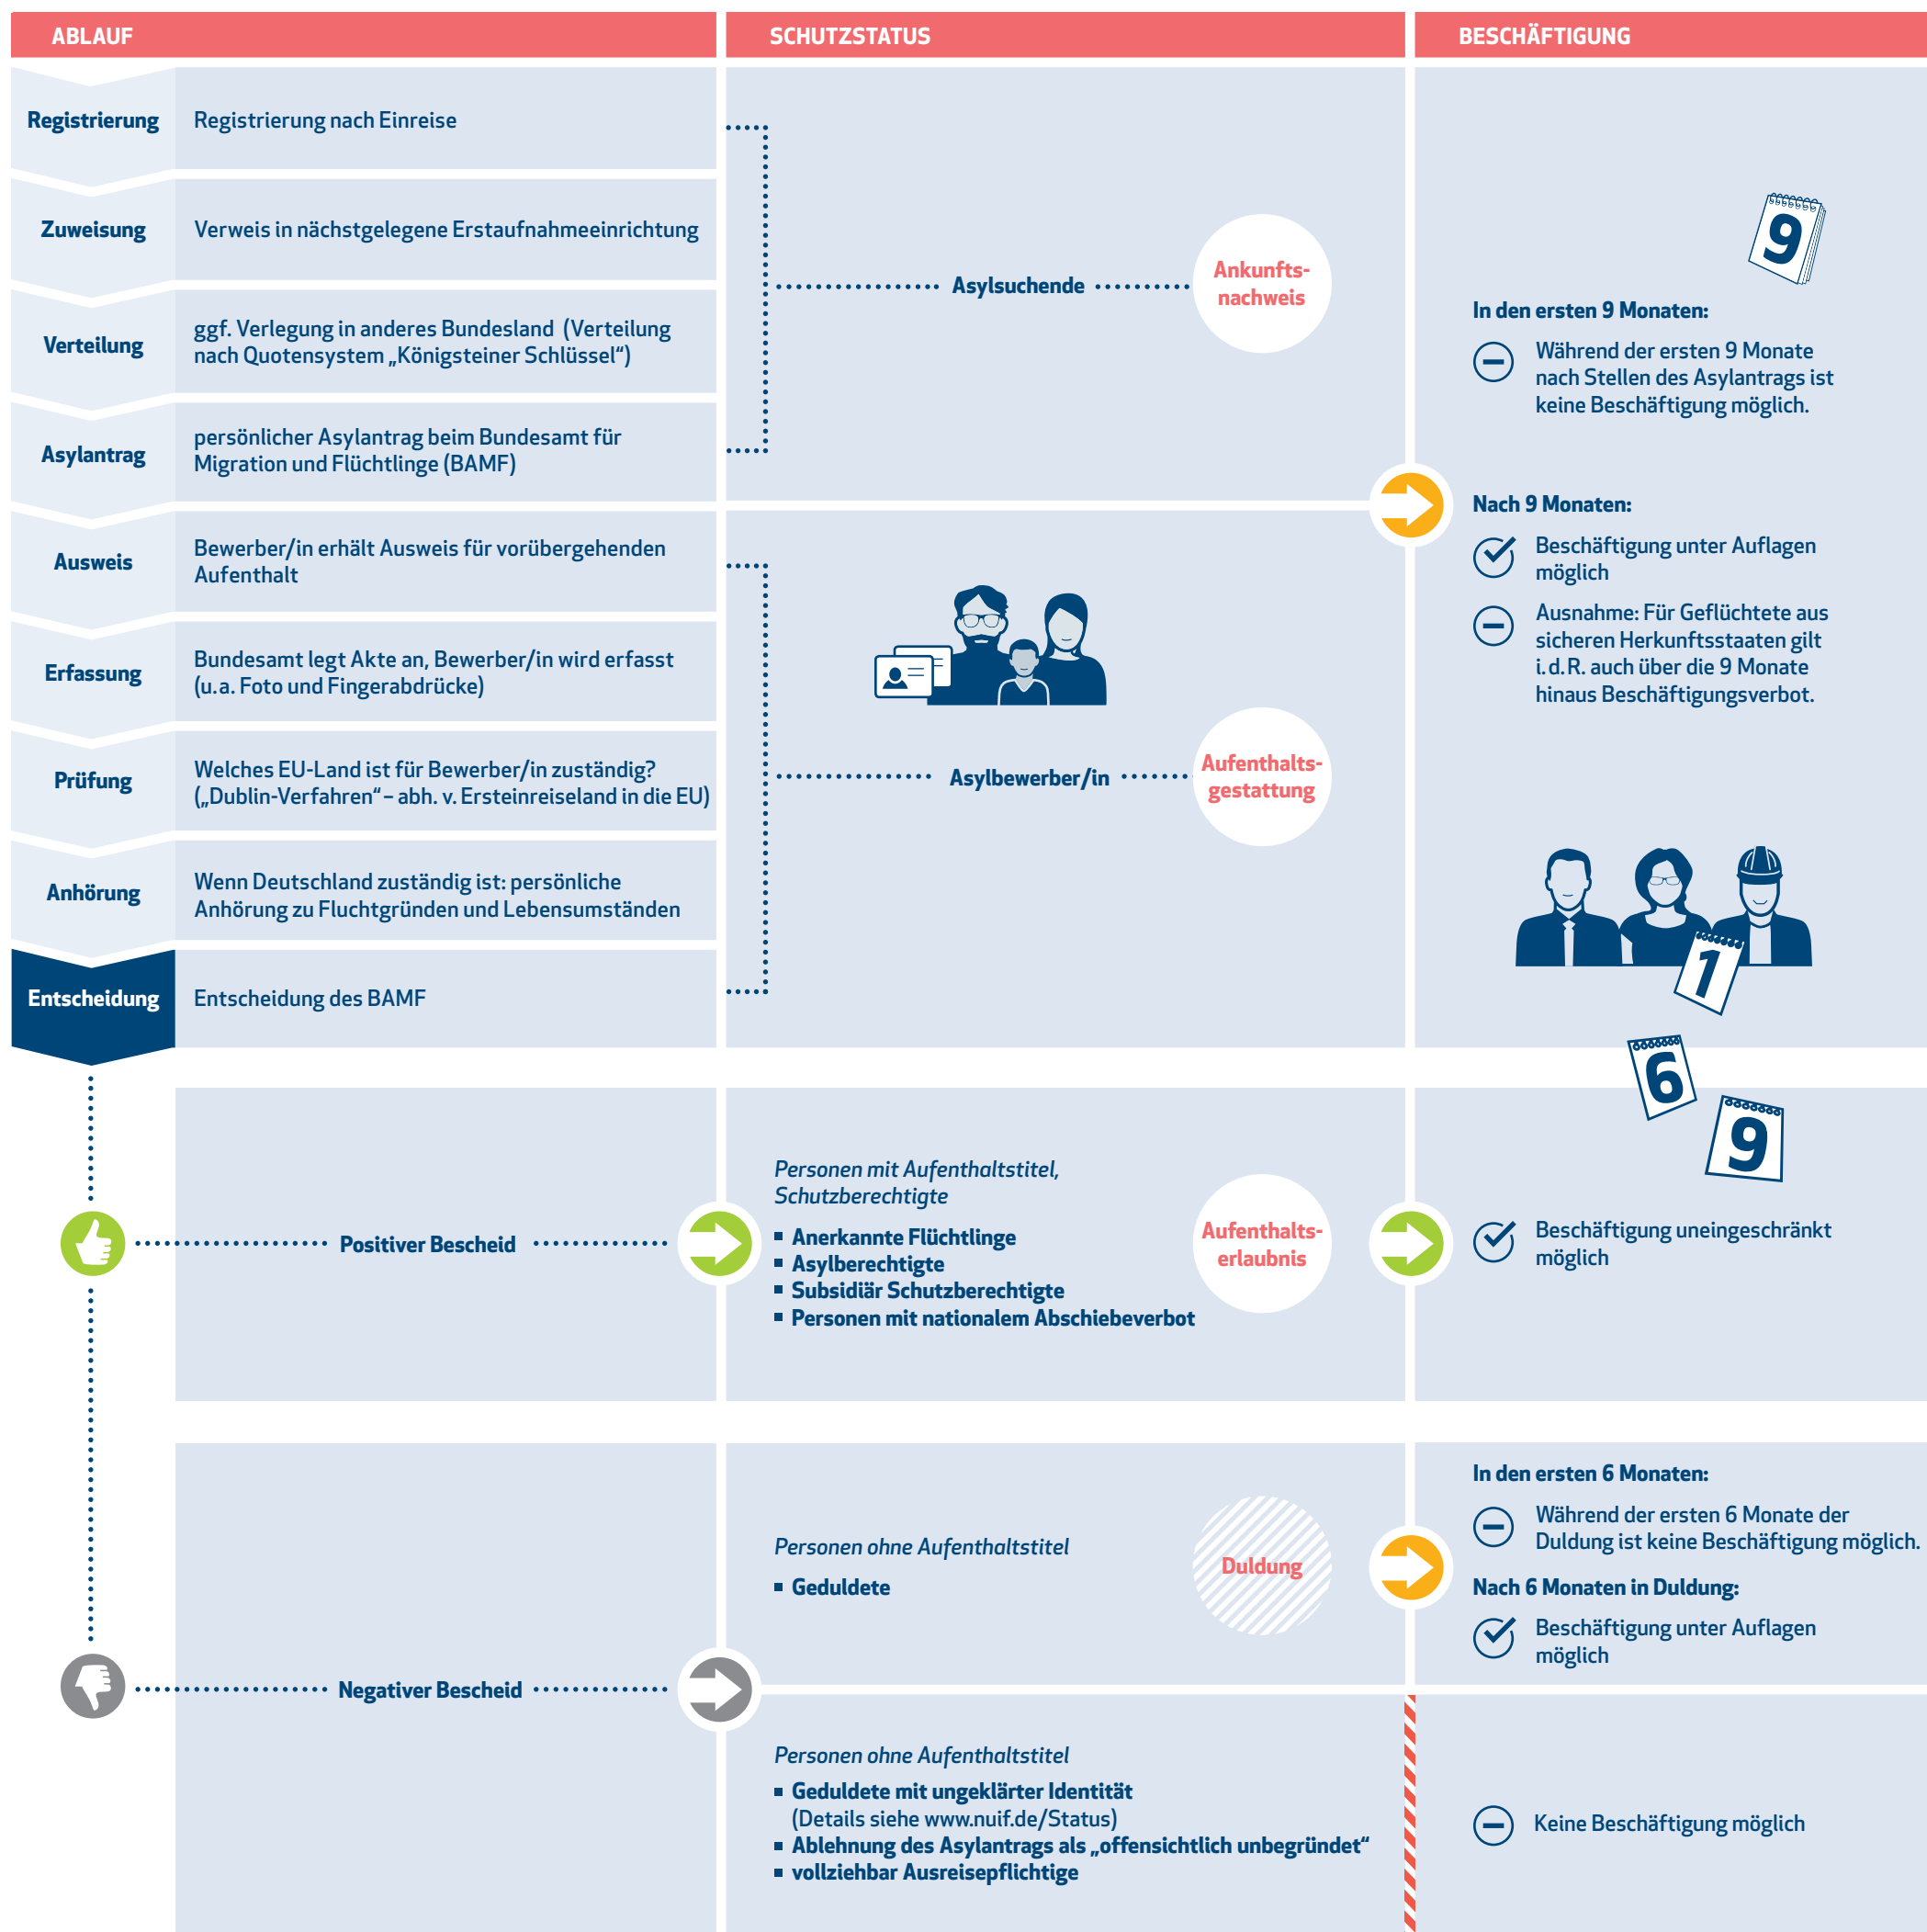 ABLAUF
SCHUTZSTATUS
BESCHÄFTIGUNG
Registrierung
Registrierung nach Einreise
Zuweisung
Verweis in nächstgelegene Erstaufnahmeeinrichtung
Verteilung
ggf. Verlegung in anderes Bundesland (Verteilung
nach Quotensystem „Königsteiner Schlüssel“)
Asylantrag
persönlicher Asylantrag beim Bundesamt für
Migration und Flüchtlinge (BAMF)
Asylsuchende
Ankunfts-
nachweis
Ausweis
Bewerber/in erhält Ausweis für vorübergehenden
Aufenthalt
Erfassung
Bundesamt legt Akte an, Bewerber/in wird erfasst
(u. a. Foto und Fingerabdrücke)
Prüfung
Welches EU-Land ist für Bewerber/in zuständig?
(„Dublin-Verfahren“ – abh. v. Ersteinreiseland in die EU)
Anhörung
Wenn Deutschland zuständig ist: persönliche
Anhörung zu Fluchtgründen und Lebensumständen
Entscheidung
Entscheidung des BAMF
Asylbewerber/in
Aufenthalts-
gestattung
9
In den ersten 9 Monaten:
Während der ersten 9 Monate
nach Stellen des Asylantrags ist
keine Beschäftigung möglich.
Nach 9 Monaten:
Beschäftigung unter Auflagen
möglich
Ausnahme: Für Geflüchtete aus
sicheren Herkunftsstaaten gilt
i. d. R. auch über die 9 Monate
hinaus Beschäftigungsverbot.
1
6
9
Positiver Bescheid
Personen mit Aufenthaltstitel,
Schutzberechtigte
Anerkannte Flüchtlinge
Asylberechtigte
Subsidiär Schutzberechtigte
Personen mit nationalem Abschiebeverbot
Aufenthalts-
erlaubnis
Beschäftigung uneingeschränkt
möglich
Negativer Bescheid
Personen ohne Aufenthaltstitel
Geduldete
Duldung
In den ersten 6 Monaten:
Während der ersten 6 Monate der
Duldung ist keine Beschäftigung möglich.
Nach 6 Monaten in Duldung:
Beschäftigung unter Auflagen
möglich
Personen ohne Aufenthaltstitel
Geduldete mit ungeklärter Identität
(Details siehe www.nuif.de/Status)
Ablehnung des Asylantrags als „offensichtlich unbegründet“
vollziehbar Ausreisepflichtige
Keine Beschäftigung möglich